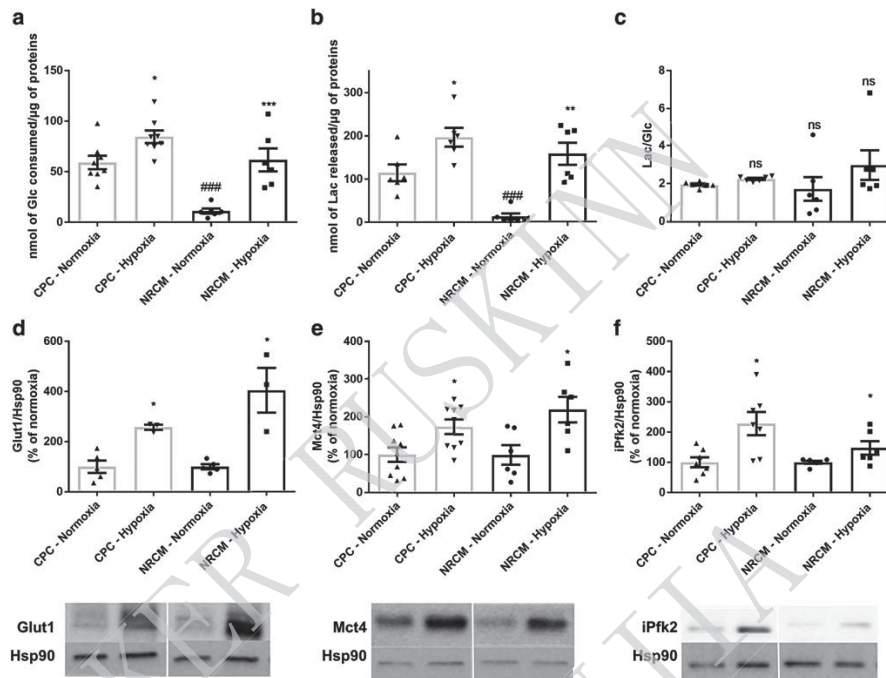 a
nmol of Glc consumed/µg of proteins
150
100
50
0
*
###
***
CPC - Normoxia
CPC - Hypoxia
NRCM - Normoxia
NRCM - Hypoxia
b
nmol of Lac released/µg of proteins
300
200
100
0
*
###
**
CPC - Normoxia
CPC - Hypoxia
NRCM - Normoxia
NRCM - Hypoxia
c
Lac/Glc
8
6
4
2
0
ns
ns
ns
CPC - Normoxia
CPC - Hypoxia
NRCM - Normoxia
NRCM - Hypoxia
d
Glut1/Hsp90
(% of normoxia)
600
400
200
0
*
*
CPC - Normoxia
CPC - Hypoxia
NRCM - Normoxia
NRCM - Hypoxia
e
Mct4/Hsp90
(% of normoxia)
400
300
200
100
0
*
*
CPC - Normoxia
CPC - Hypoxia
NRCM - Normoxia
NRCM - Hypoxia
f
iPfk2/Hsp90
(% of normoxia)
500
400
300
200
100
0
*
*
CPC - Normoxia
CPC - Hypoxia
NRCM - Normoxia
NRCM - Hypoxia
Glut1
Hsp90
Mct4
Hsp90
iPfk2
Hsp90
KER RUSKINN